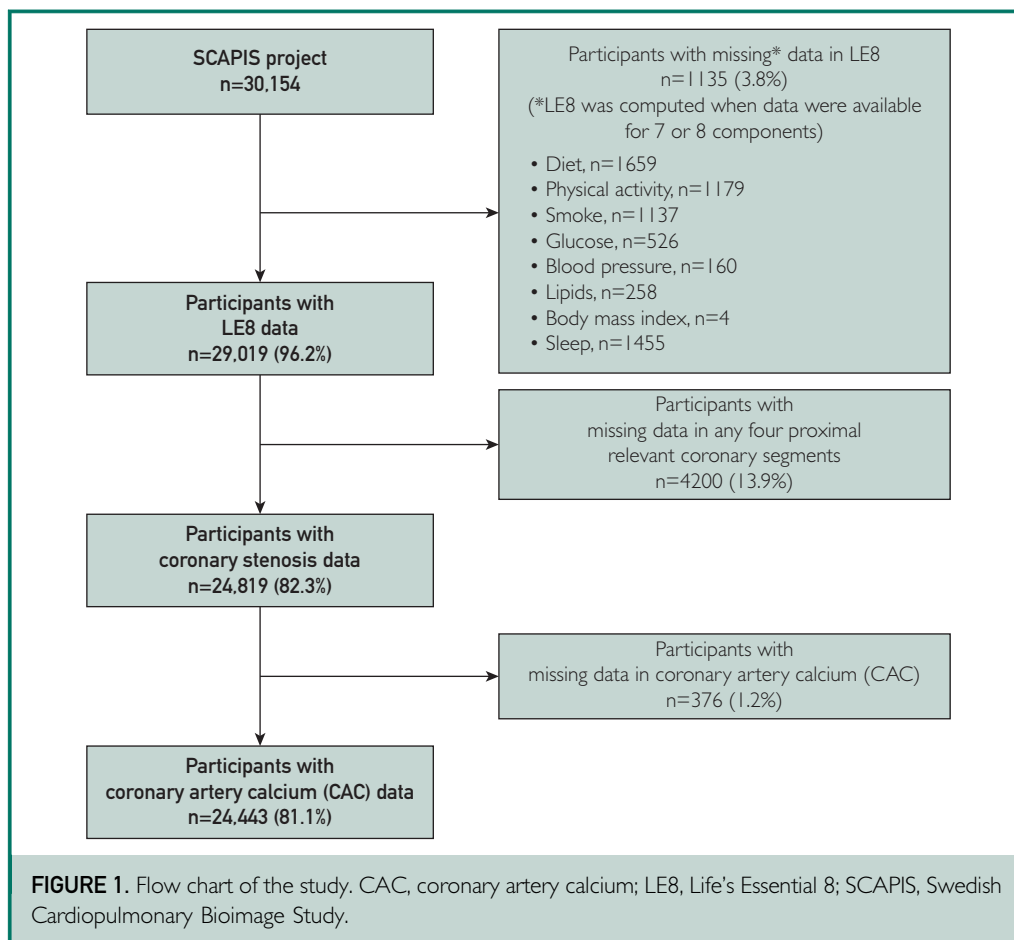 SCAPIS project
n=30,154
Participants with missing* data in LE8
n=1135 (3.8%)
(*LE8 was computed when data were available
for 7 or 8 components)
• Diet, n=1659
• Physical activity, n=1179
• Smoke, n=1137
• Glucose, n=526
• Blood pressure, n=160
• Lipids, n=258
• Body mass index, n=4
• Sleep, n=1455
Participants with
LE8 data
n=29,019 (96.2%)
Participants with
missing data in any four proximal
relevant coronary segments
n=4200 (13.9%)
Participants with
coronary stenosis data
n=24,819 (82.3%)
Participants with
missing data in coronary artery calcium (CAC)
n=376 (1.2%)
Participants with
coronary artery calcium (CAC) data
n=24,443 (81.1%)
FIGURE 1. Flow chart of the study. CAC, coronary artery calcium; LE8, Life’s Essential 8; SCAPIS, Swedish
Cardiopulmonary Bioimage Study.